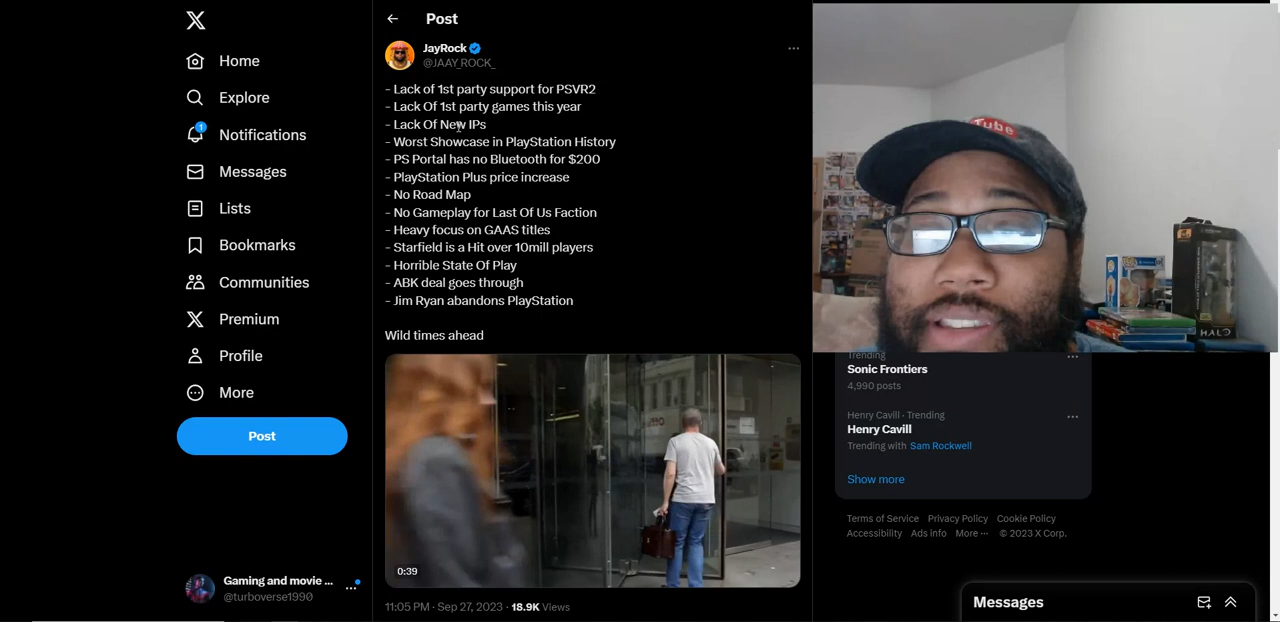 X
Home
Explore
1
Notifications
Messages
Lists
Bookmarks
Communities
Premium
Profile
More
Post
Gaming and movie ...
@turboverse1990
Post
JayRock
@JAAY_ROCK_
- Lack of 1st party support for PSVR2
- Lack Of 1st party games this year
- Lack Of New IPs
- Worst Showcase in PlayStation History
- PS Portal has no Bluetooth for $200
- PlayStation Plus price increase
- No Road Map
- No Gameplay for Last Of Us Faction
- Heavy focus on GAAS titles
- Starfield is a Hit over 10mill players
- Horrible State Of Play
- ABK deal goes through
- Jim Ryan abandons PlayStation
Wild times ahead
0:39
11:05 PM · Sep 27, 2023 · 18.9K Views
Tube
HALO
Trending
Sonic Frontiers
4,990 posts
Henry Cavill · Trending
Henry Cavill
Trending with Sam Rockwell
Show more
Terms of Service Privacy Policy Cookie Policy
Accessibility Ads info More ··· © 2023 X Corp.
Messages